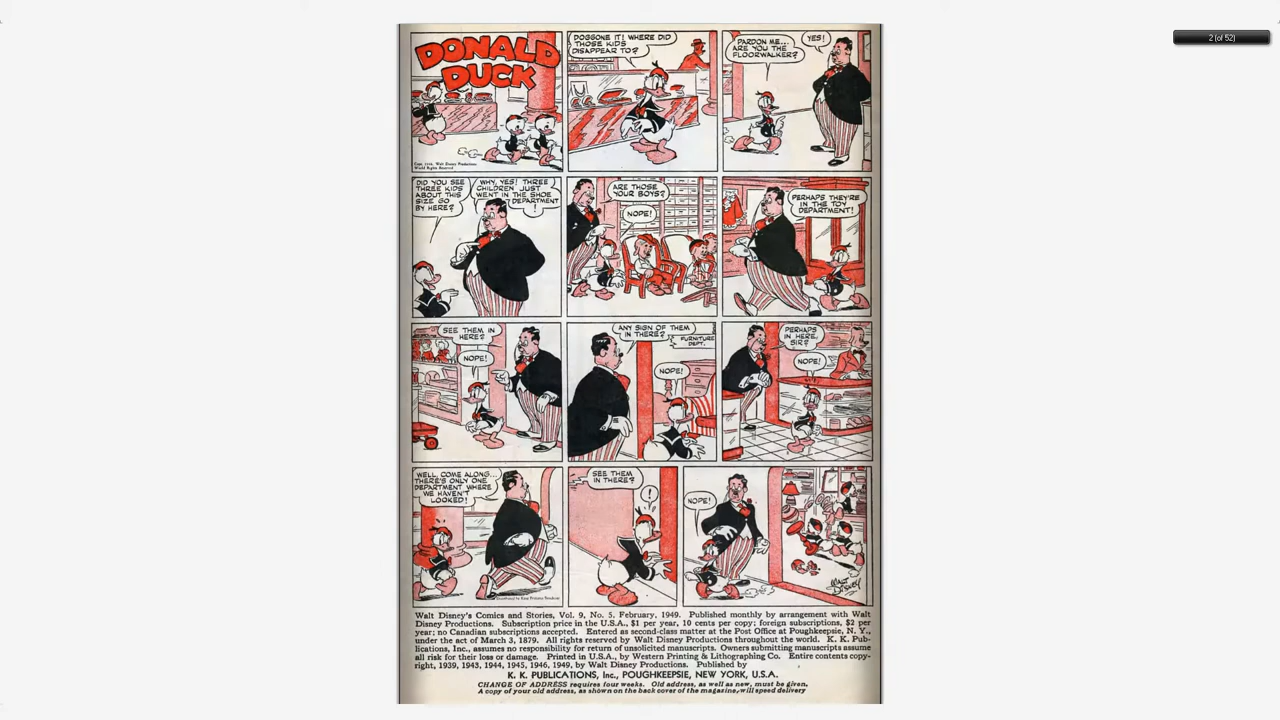 2 (of 52)
DONALD
DUCK
DOGGONE IT! WHERE DID
THOSE KIDS
DISAPPEAR TO?
PARDON ME...
ARE YOU THE
FLOORWALKER?
YES!
World Rights Reserved
DID YOU SEE
THREE KIDS
ABOUT THIS
SIZE GO
BY HERE?
WHY, YES! THREE
CHILDREN JUST
WENT IN THE SHOE
DEPARTMENT
!
ARE THOSE
YOUR BOYS?
NOPE!
PERHAPS THEY'RE
IN THE TOY
DEPARTMENT!
SEE THEM IN
HERE?
NOPE!
ANY SIGN OF THEM
IN THERE?
FURNITURE
DEPT.
NOPE!
PERHAPS
IN HERE,
SIR?
NOPE!
WELL, COME ALONG...
THERE'S ONLY ONE
DEPARTMENT WHERE
WE HAVEN'T
LOOKED!
SEE THEM
IN THERE?
!
NOPE!
WALT
DISNEY
Walt Disney's Comics and Stories, Vol. 9, No. 5. February, 1949. Published monthly by arrangement with Walt
Disney Productions. Subscription price in the U.S.A., $1 per year, 10 cents per copy; foreign subscriptions, $2 per
year; no Canadian subscriptions accepted. Entered as second-class matter at the Post Office at Poughkeepsie, N. Y.,
under the act of March 3, 1879. All rights reserved by Walt Disney Productions throughout the world. K. K. Pub-
lications, Inc., assumes no responsibility for return of unsolicited manuscripts. Owners submitting manuscripts assume
all risk for their loss or damage. Printed in U.S.A., by Western Printing & Lithographing Co. Entire contents copy-
right, 1939, 1943, 1944, 1945, 1946, 1949, by Walt Disney Productions. Published by
K. K. PUBLICATIONS, Inc., POUGHKEEPSIE, NEW YORK, U.S.A.
CHANGE OF ADDRESS requires four weeks. Old address, as well as new, must be given,
A copy of your old address, as shown on the back cover of the magazine, will speed delivery